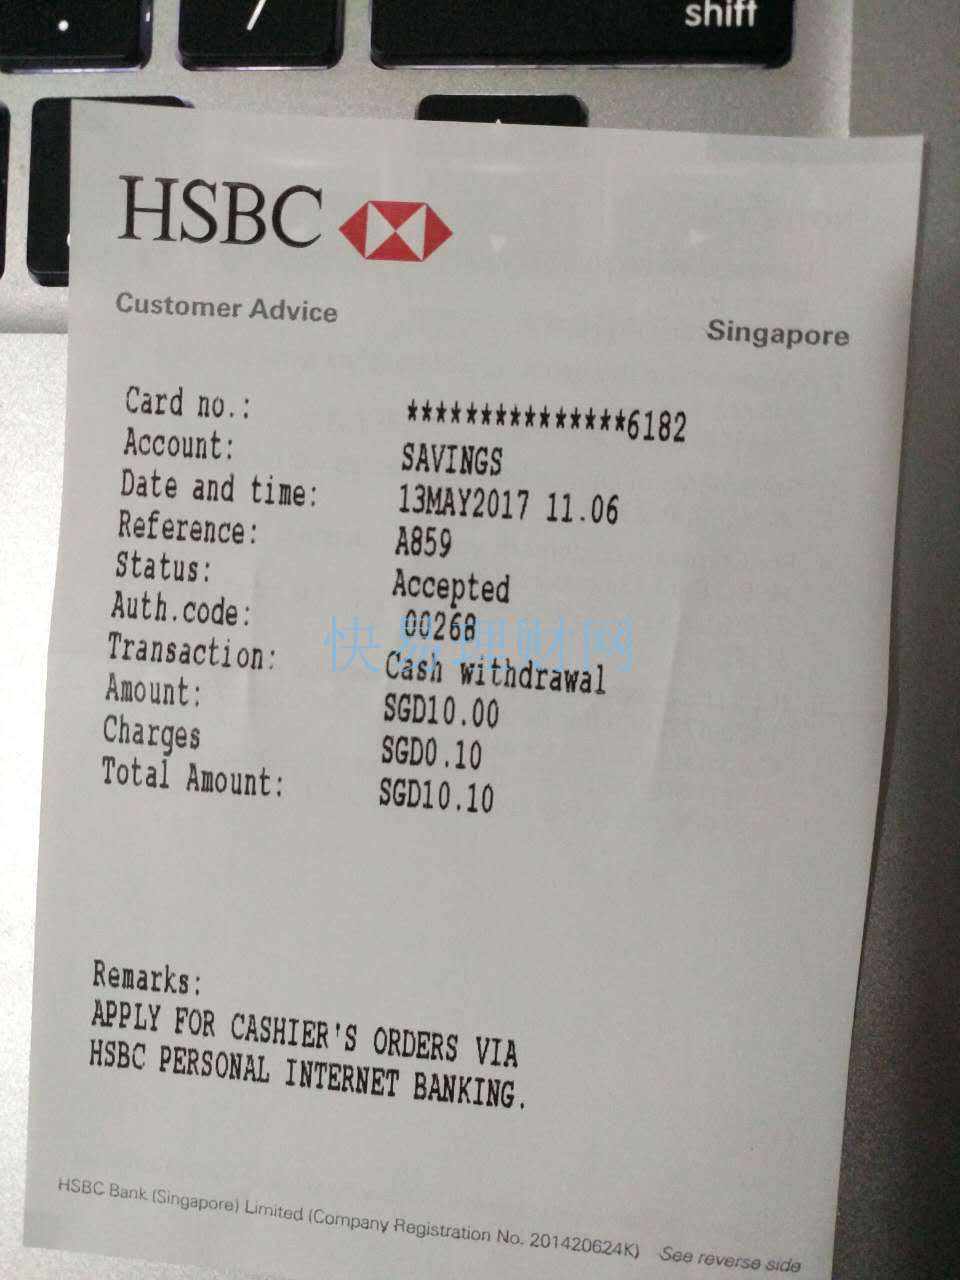 shift
HSBC
Customer Advice
Singapore
Card no.: ***************6182
Account: SAVINGS
Date and time: 13MAY2017 11.06
Reference: A859
Status: Accepted
Auth.code: 00268
快易理财网
Transaction: Cash withdrawal
Amount: SGD10.00
Charges SGD0.10
Total Amount: SGD10.10
Remarks:
APPLY FOR CASHIER'S ORDERS VIA
HSBC PERSONAL INTERNET BANKING.
HSBC Bank (Singapore) Limited (Company Registration No. 201420624K) See reverse side